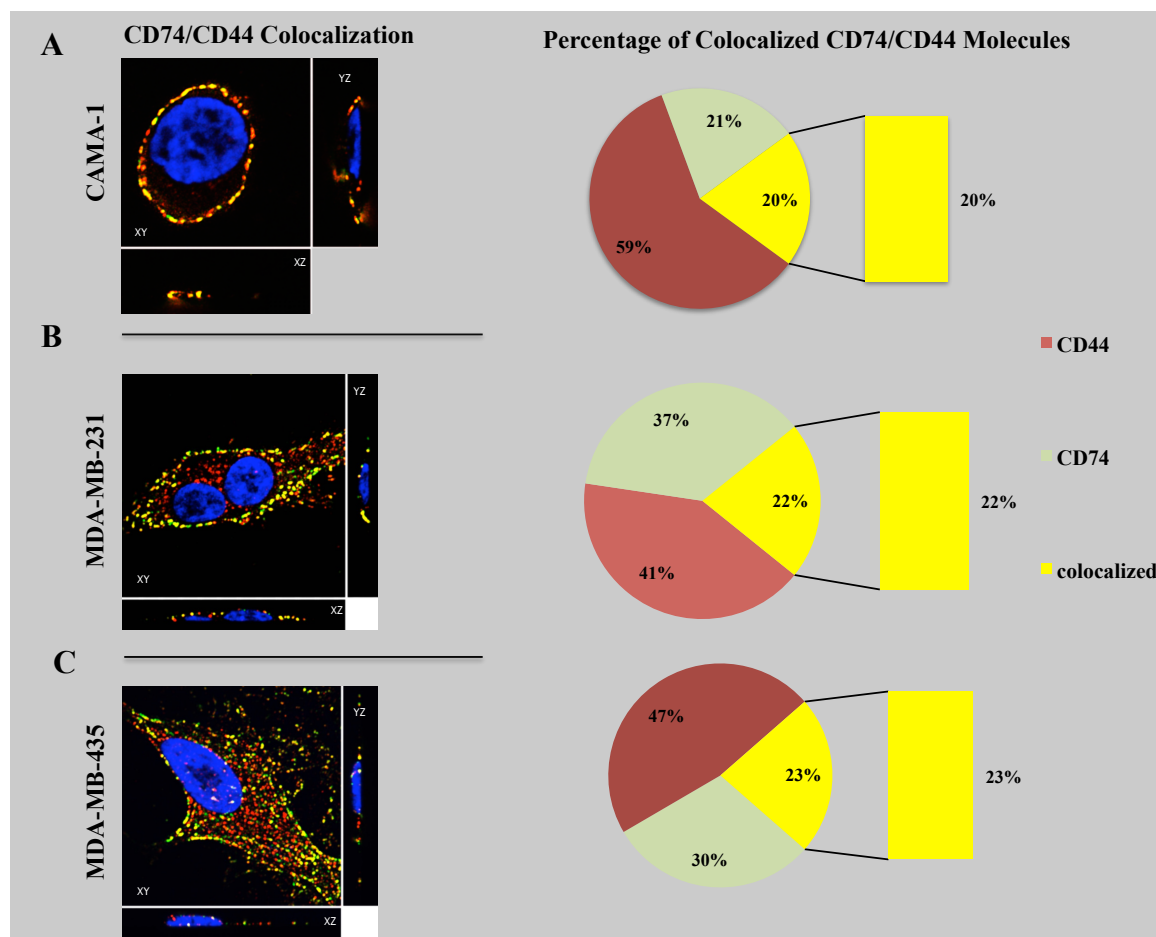 A
CD74/CD44 Colocalization
Percentage of Colocalized CD74/CD44 Molecules
CAMA-1
YZ
XY
XZ
21%
20%
59%
20%
B
MDA-MB-231
YZ
XY
XZ
37%
22%
41%
22%
CD44
CD74
colocalized
C
MDA-MB-435
YZ
XY
XZ
47%
23%
30%
23%